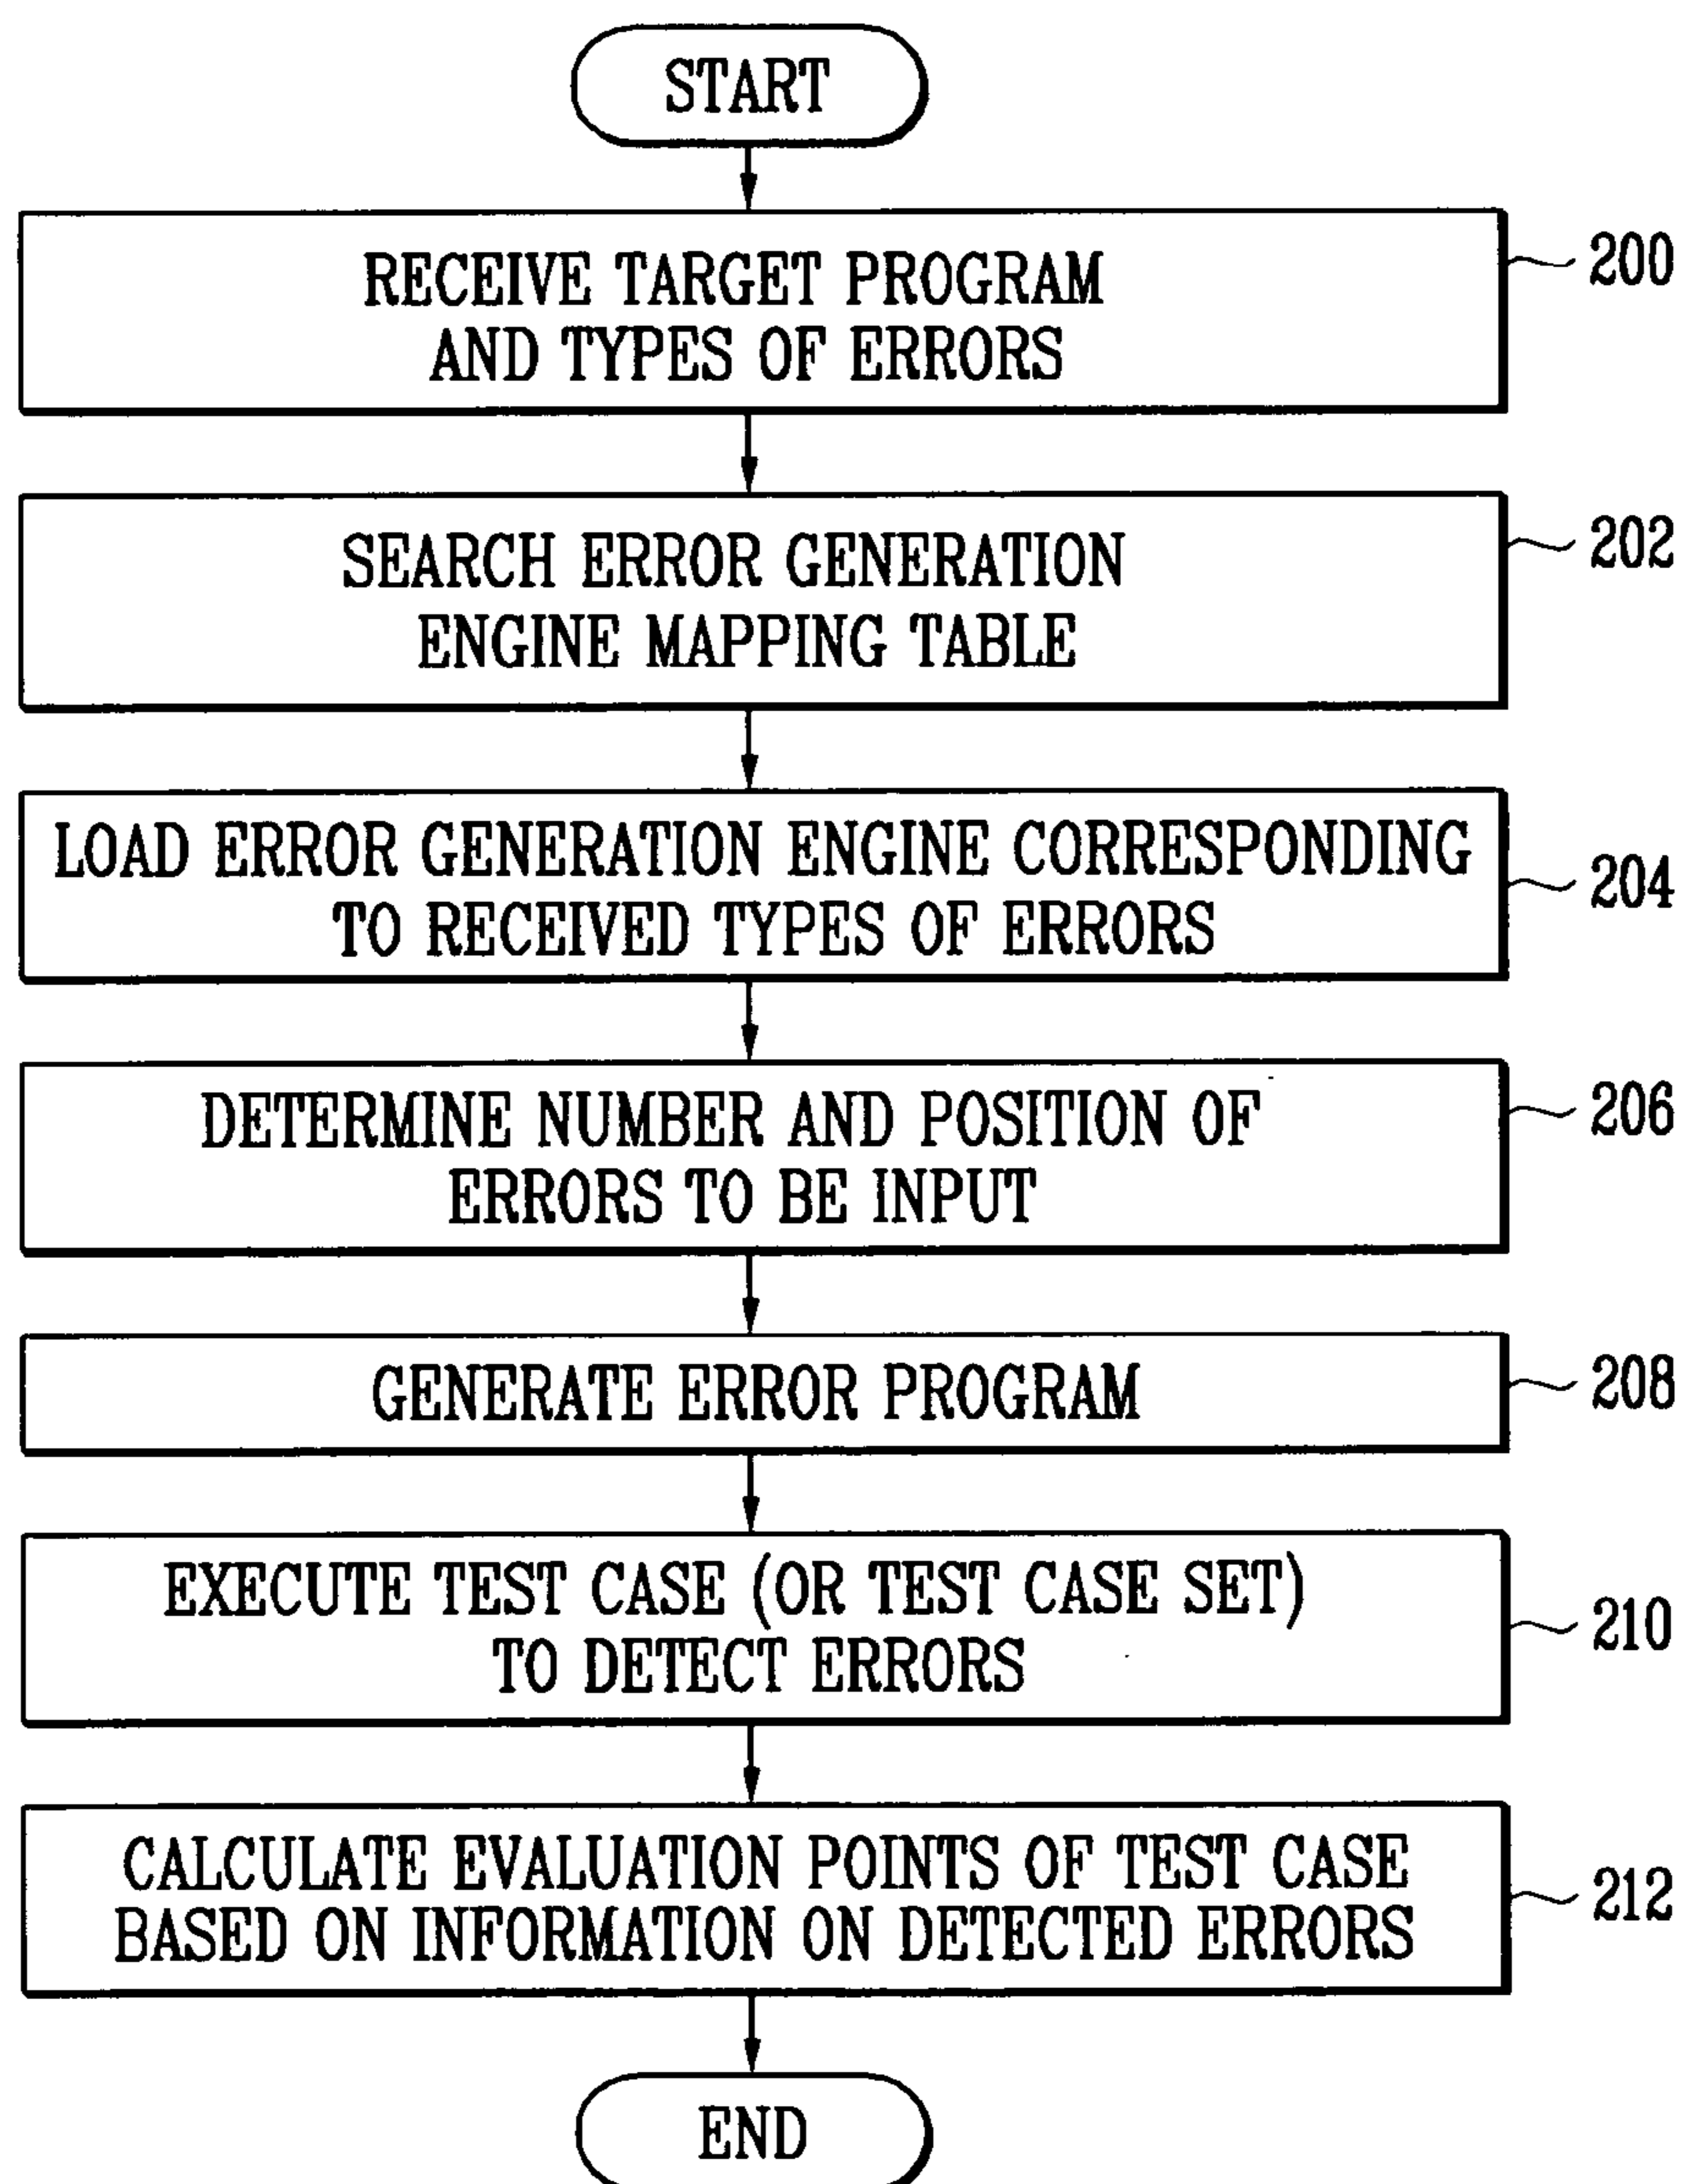 START
RECEIVE TARGET PROGRAM
AND TYPES OF ERRORS
200
SEARCH ERROR GENERATION
ENGINE MAPPING TABLE
202
LOAD ERROR GENERATION ENGINE CORRESPONDING
TO RECEIVED TYPES OF ERRORS
204
DETERMINE NUMBER AND POSITION OF
ERRORS TO BE INPUT
206
GENERATE ERROR PROGRAM
208
EXECUTE TEST CASE (OR TEST CASE SET)
TO DETECT ERRORS
210
CALCULATE EVALUATION POINTS OF TEST CASE
BASED ON INFORMATION ON DETECTED ERRORS
212
END